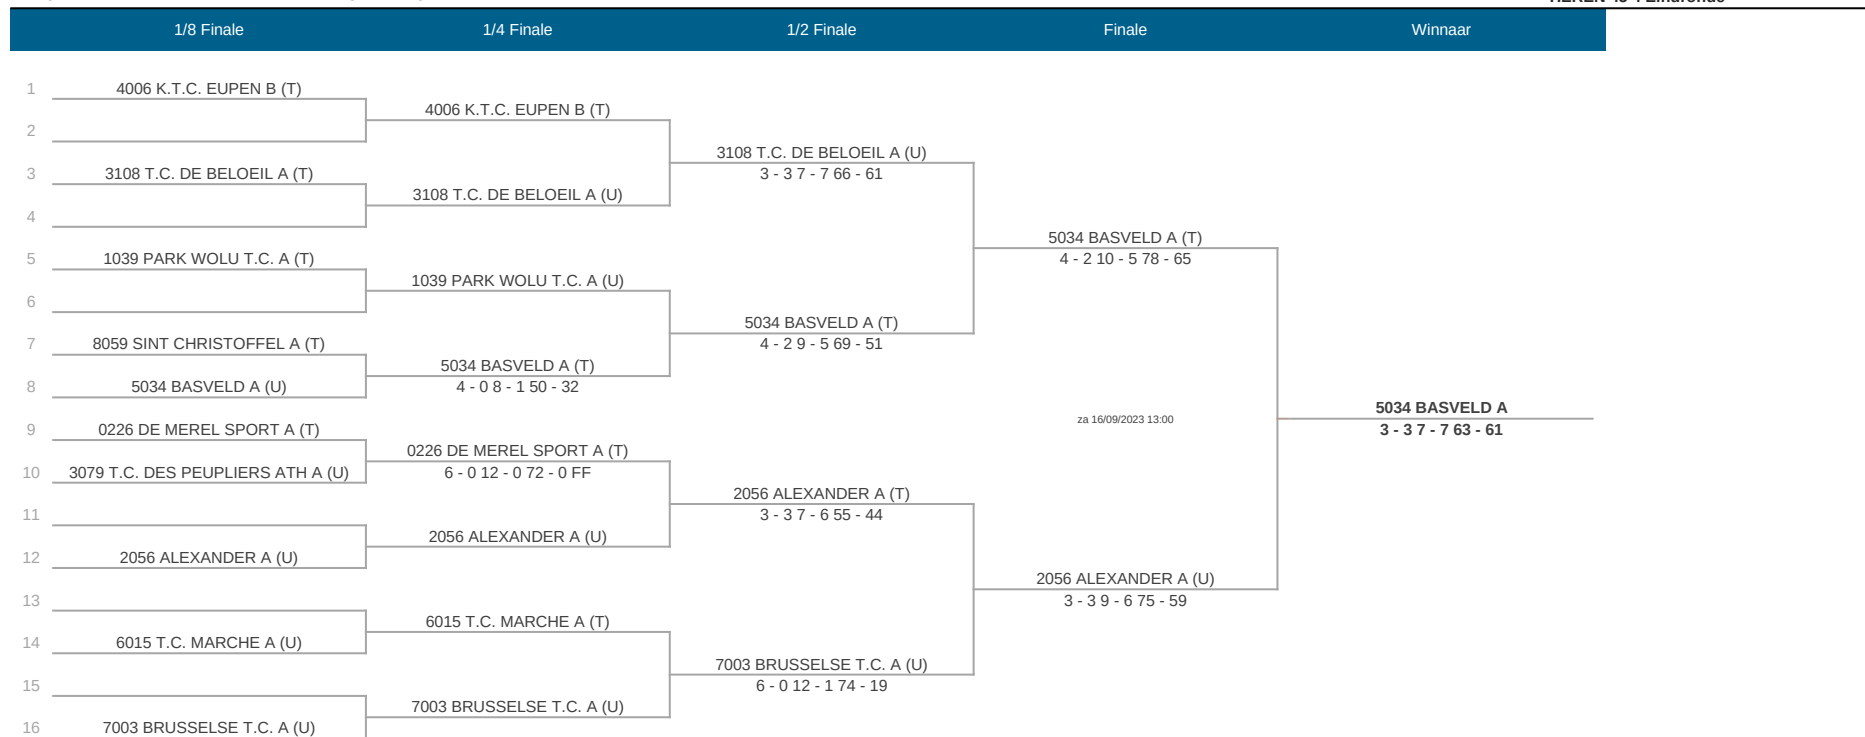 1/8 Finale 1/4 Finale 1/2 Finale Finale Winnaar
1 4006 K.T.C. EUPEN B (T)
4006 K.T.C. EUPEN B (T)
2
3108 T.C. DE BELOEIL A (U)
3 3108 T.C. DE BELOEIL A (T)
3 - 3 7 - 7 66 - 61
3108 T.C. DE BELOEIL A (U)
4
5034 BASVELD A (T)
5 1039 PARK WOLU T.C. A (T)
4 - 2 10 - 5 78 - 65
1039 PARK WOLU T.C. A (U)
6
5034 BASVELD A (T)
7 8059 SINT CHRISTOFFEL A (T)
4 - 2 9 - 5 69 - 51
5034 BASVELD A (T)
8 5034 BASVELD A (U)
4 - 0 8 - 1 50 - 32
5034 BASVELD A
za 16/09/2023 13:00
9 0226 DE MEREL SPORT A (T)
3 - 3 7 - 7 63 - 61
0226 DE MEREL SPORT A (T)
10 3079 T.C. DES PEUPLIERS ATH A (U)
6 - 0 12 - 0 72 - 0 FF
2056 ALEXANDER A (T)
11
3 - 3 7 - 6 55 - 44
2056 ALEXANDER A (U)
12 2056 ALEXANDER A (U)
2056 ALEXANDER A (U)
13
3 - 3 9 - 6 75 - 59
6015 T.C. MARCHE A (T)
14 6015 T.C. MARCHE A (U)
7003 BRUSSELSE T.C. A (U)
15
6 - 0 12 - 1 74 - 19
7003 BRUSSELSE T.C. A (U)
16 7003 BRUSSELSE T.C. A (U)